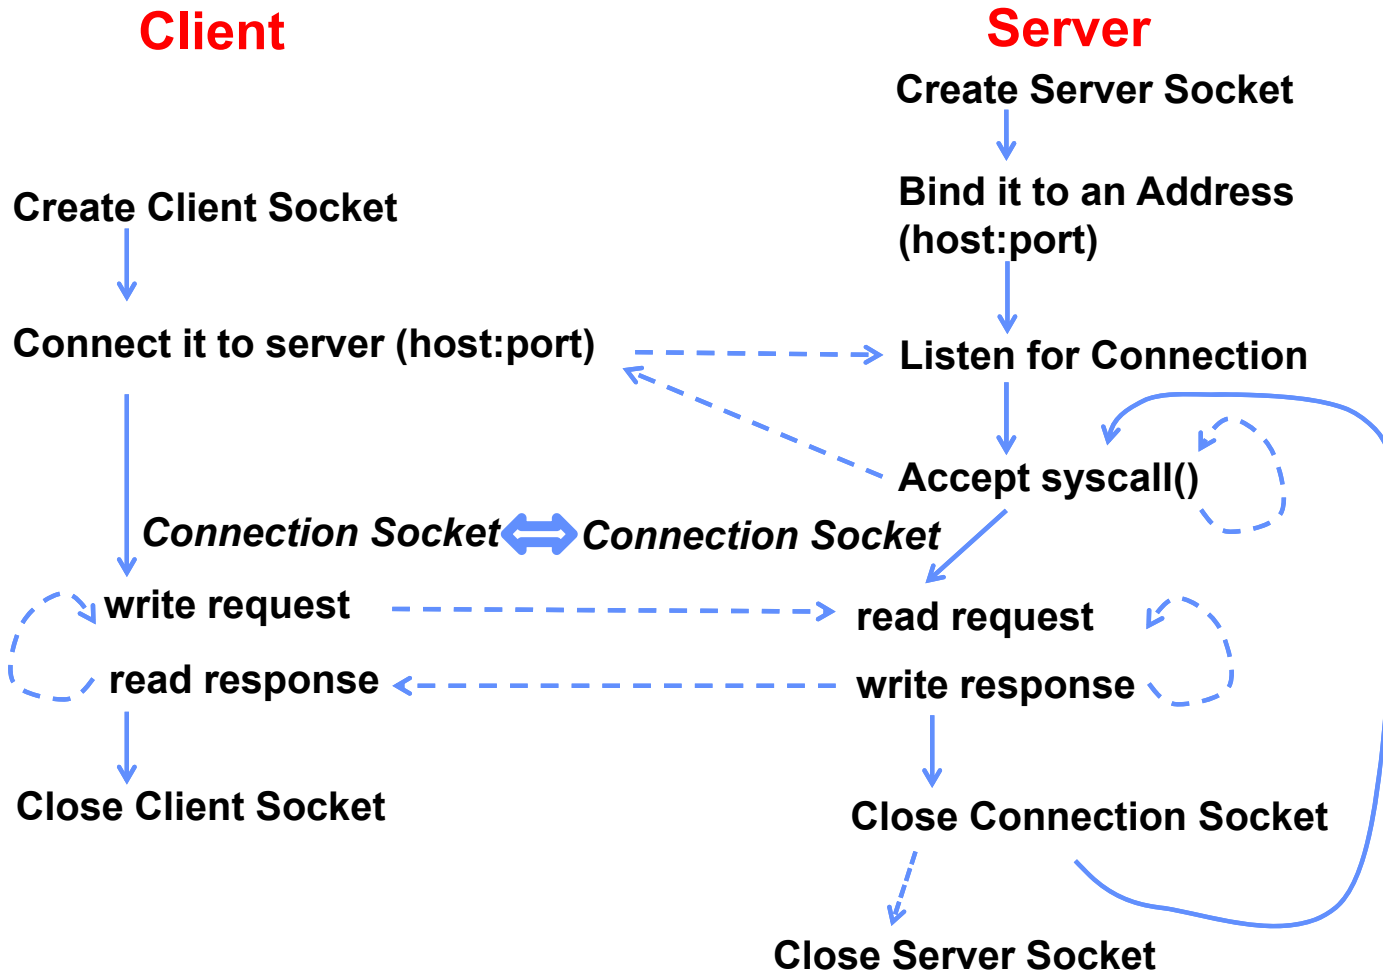 Client
Server
Create Server Socket
Create Client Socket
Bind it to an Address
(host:port)
Connect it to server (host:port)
Listen for Connection
Accept syscall()
Connection Socket
Connection Socket
write request
read request
read response
write response
Close Client Socket
Close Connection Socket
Close Server Socket